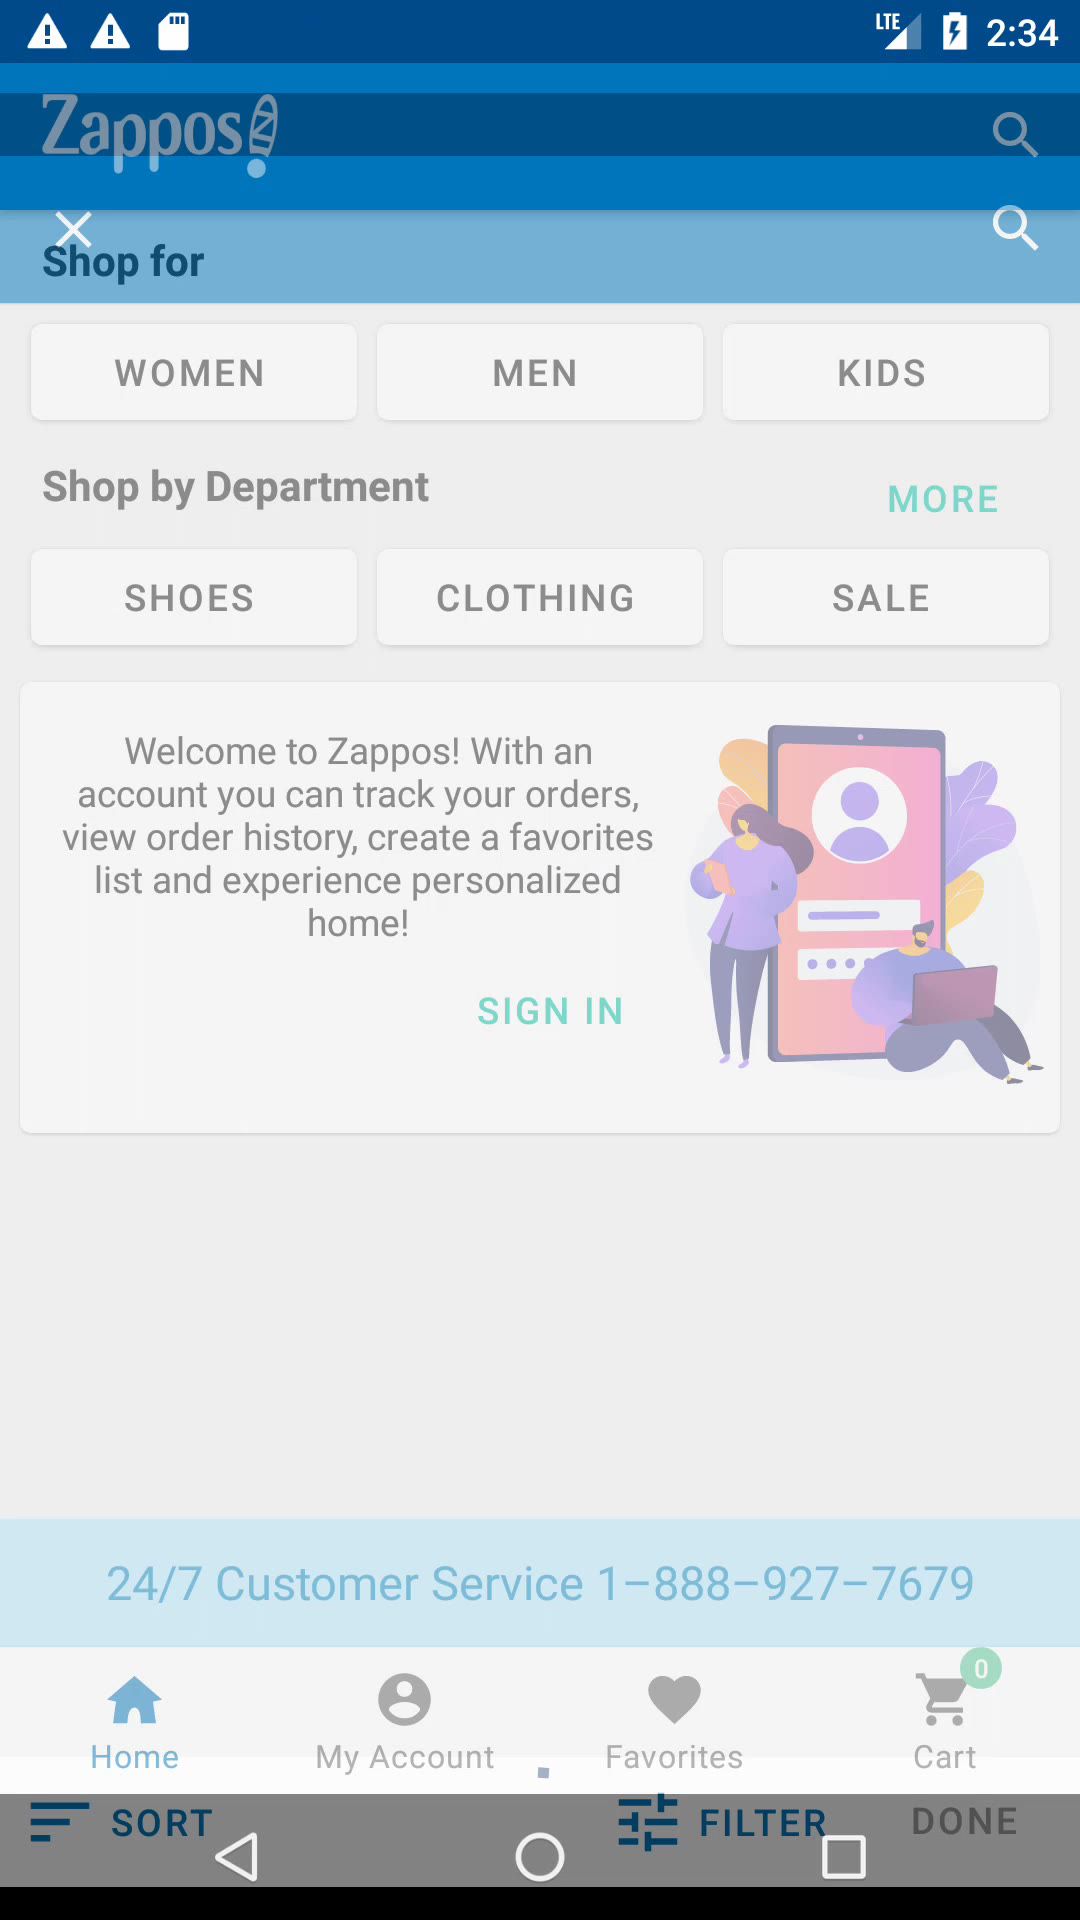 LTE 2:34
Zappos
Shop for
WOMEN MEN KIDS
Shop by Department
MORE
SHOES CLOTHING SALE
Welcome to Zappos! With an
account you can track your orders,
view order history, create a favorites
list and experience personalized
home!
SIGN IN
24/7 Customer Service 1-888-927-7679
0
Home My Account Favorites Cart
SORT FILTER DONE